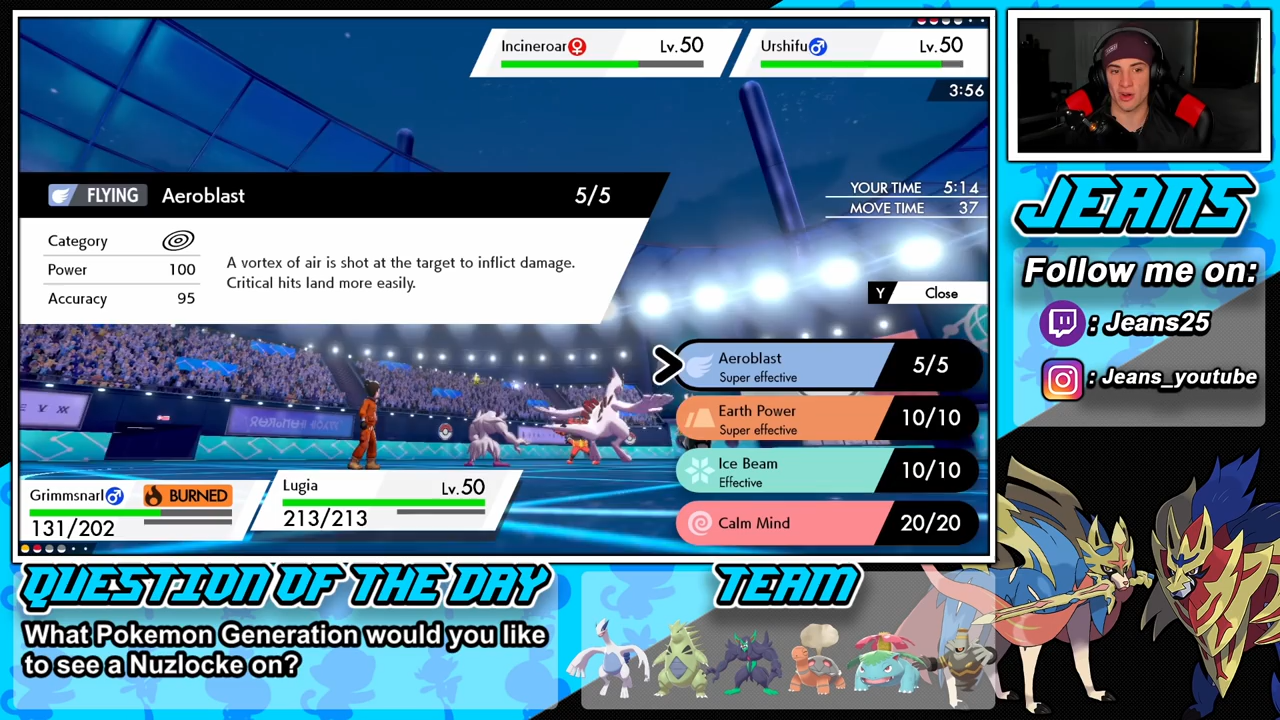 Incineroar♀ Lv.50
Urshifu♂ Lv.50
3:56
FLYING Aeroblast 5/5
YOUR TIME 5:14
MOVE TIME 37
Category
Power 100
Accuracy 95
A vortex of air is shot at the target to inflict damage.
Critical hits land more easily.
Y Close
Aeroblast 5/5
Super effective
Earth Power 10/10
Super effective
Ice Beam 10/10
Effective
Calm Mind 20/20
Grimmsnarl♂ BURNED
131/202
Lugia Lv.50
213/213
JEANS
Follow me on:
: Jeans25
: Jeans_youtube
QUESTION OF THE DAY
What Pokemon Generation would you like
to see a Nuzlocke on?
TEAM